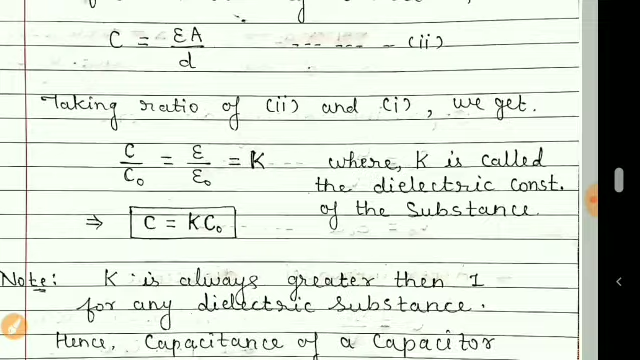 C = εA/d --- --- -- (ii)
Taking ratio of (ii) and (i), we get.
C/C₀ = ε/ε₀ = K where, K is called
the dielectric const.
⇒ C = KC₀ of the substance.
Note: K is always greater then 1
for any dielectric substance.
Hence, Capacitance of a Capacitor